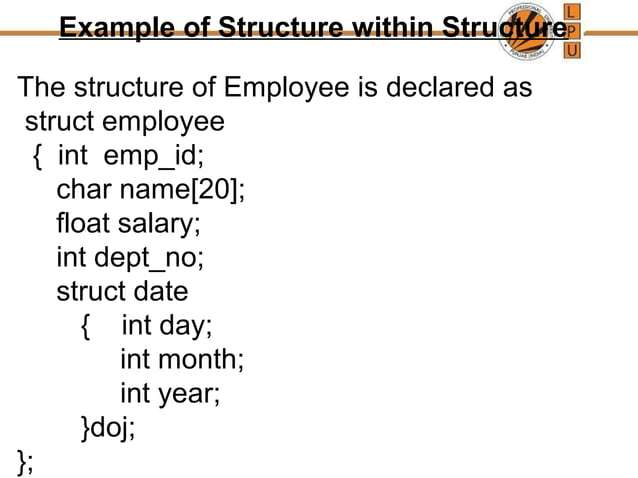 Example of Structure within Structure
L
P
U
The structure of Employee is declared as
struct employee
{ int emp_id;
char name[20];
float salary;
int dept_no;
struct date
{ int day;
int month;
int year;
}doj;
};